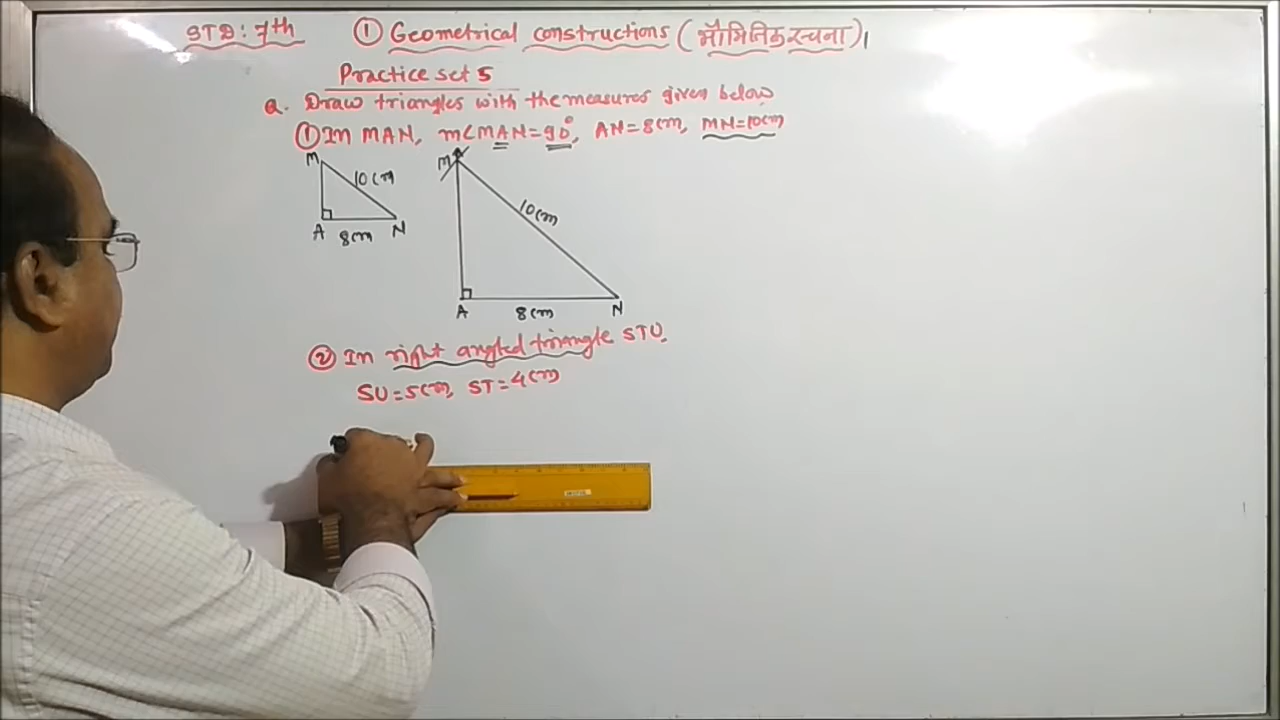 STD: 7th ① Geometrical constructions (भौमितिक रचना)
Practice set 5
Q. Draw triangles with the measures given below
① In MAN, m∠MAN=90°, AN=8cm, MN=10cm
M 10cm
A 8cm N
M 10cm
A 8cm N
② In right angled triangle STU.
SU=5cm, ST=4cm